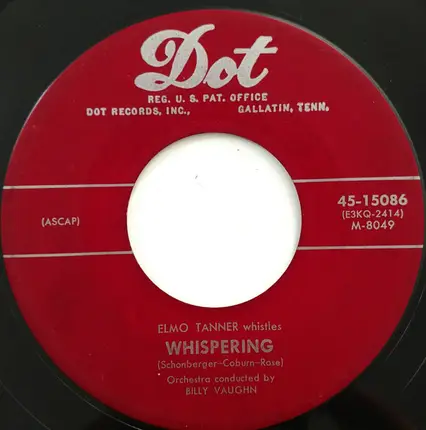 Dot
REG. U. S. PAT. OFFICE
DOT RECORDS, INC., GALLATIN, TENN.
(ASCAP)
45-15086
(E3KQ-2414)
M-8049
ELMO TANNER whistles
WHISPERING
(Schonberger-Coburn-Rose)
Orchestra conducted by
BILLY VAUGHN